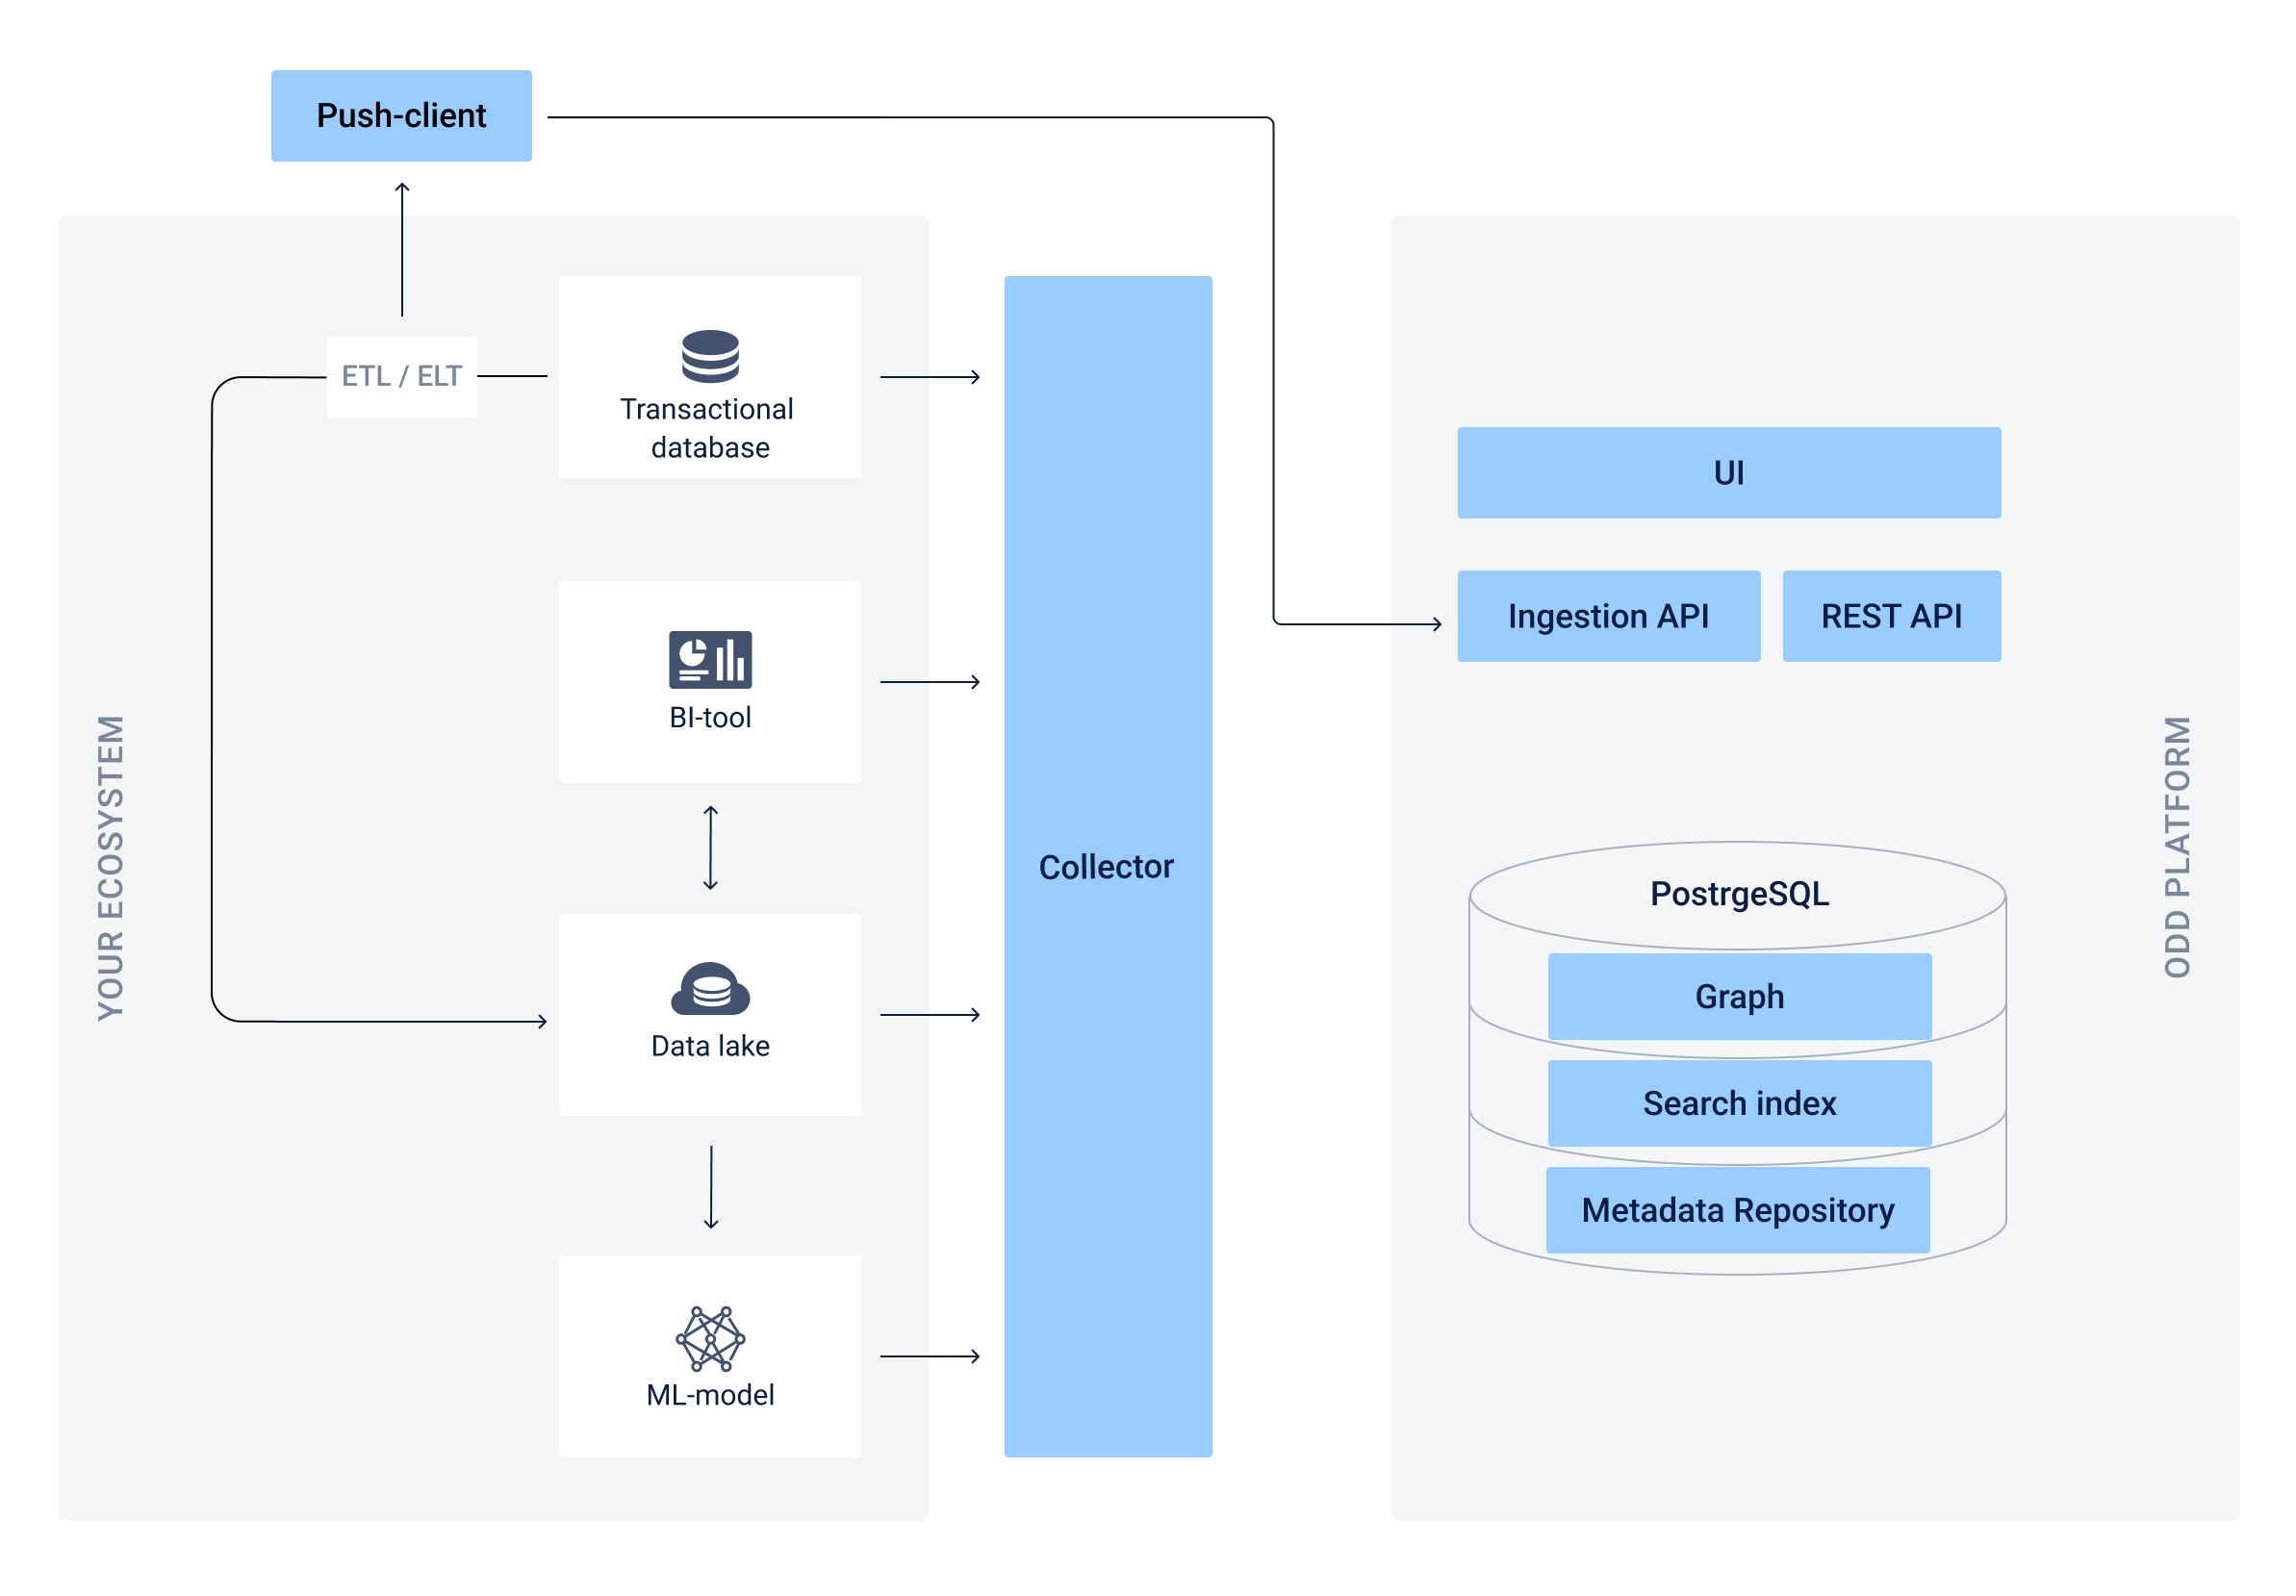 Push-client
YOUR ECOSYSTEM
ETL / ELT
Transactional
database
BI-tool
Data lake
ML-model
Collector
ODD PLATFORM
UI
Ingestion API
REST API
PostrgeSQL
Graph
Search index
Metadata Repository